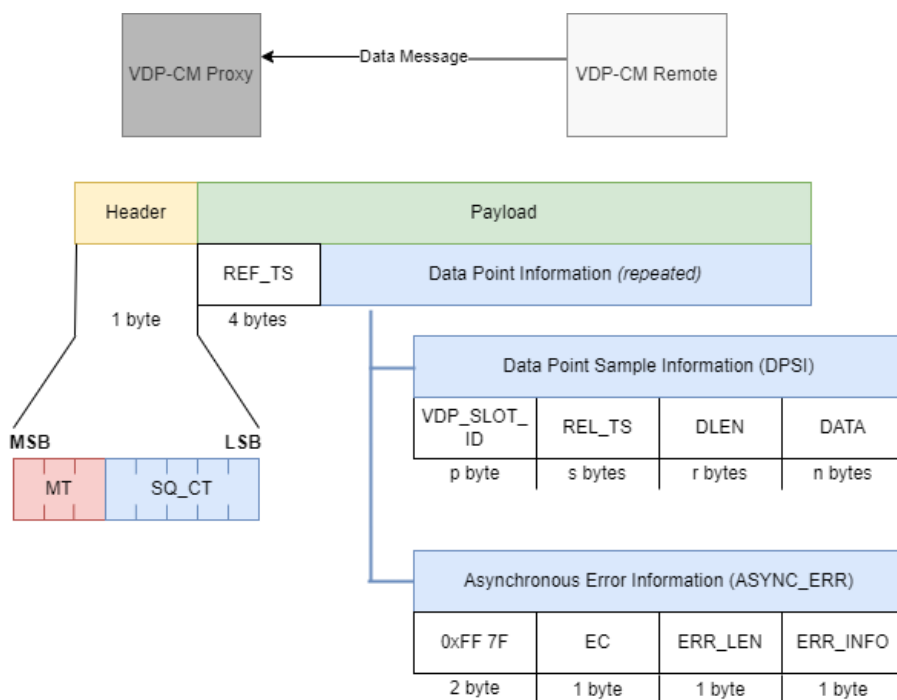 VDP-CM Proxy
Data Message
VDP-CM Remote
Header
Payload
REF_TS
Data Point Information (repeated)
1 byte
4 bytes
Data Point Sample Information (DPSI)
MSB
LSB
VDP_SLOT_
ID
REL_TS
DLEN
DATA
MT
SQ_CT
p byte
s bytes
r bytes
n bytes
Asynchronous Error Information (ASYNC_ERR)
0xFF 7F
EC
ERR_LEN
ERR_INFO
2 byte
1 byte
1 byte
1 byte